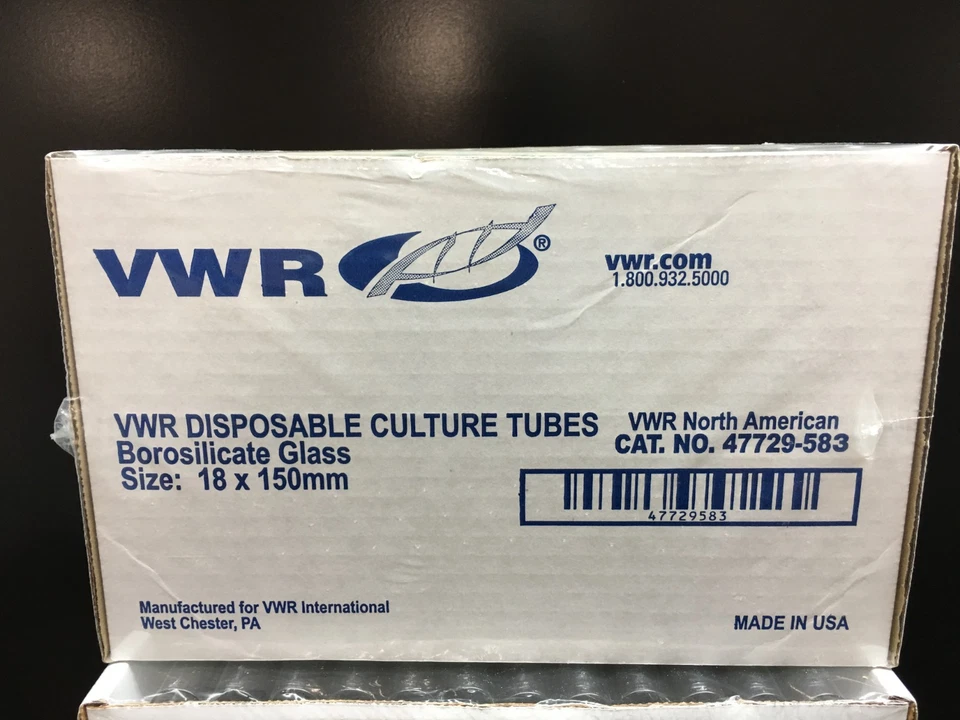 VWR ®
vwr.com
1.800.932.5000
VWR DISPOSABLE CULTURE TUBES
Borosilicate Glass
Size: 18 x 150mm
VWR North American
CAT. NO. 47729-583
47729583
Manufactured for VWR International
West Chester, PA
MADE IN USA